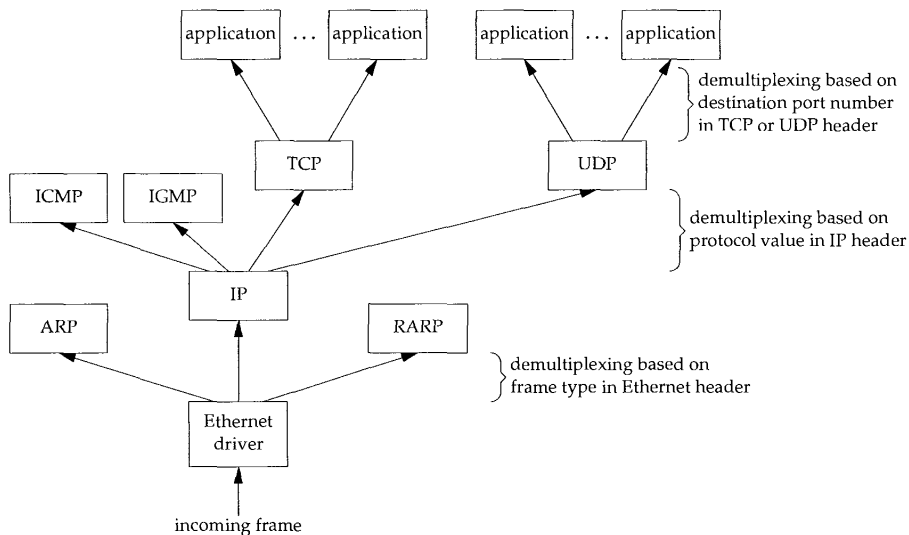 application ... application
application ... application
demultiplexing based on
destination port number
in TCP or UDP header
TCP
UDP
ICMP
IGMP
demultiplexing based on
protocol value in IP header
IP
ARP
RARP
demultiplexing based on
frame type in Ethernet header
Ethernet
driver
incoming frame